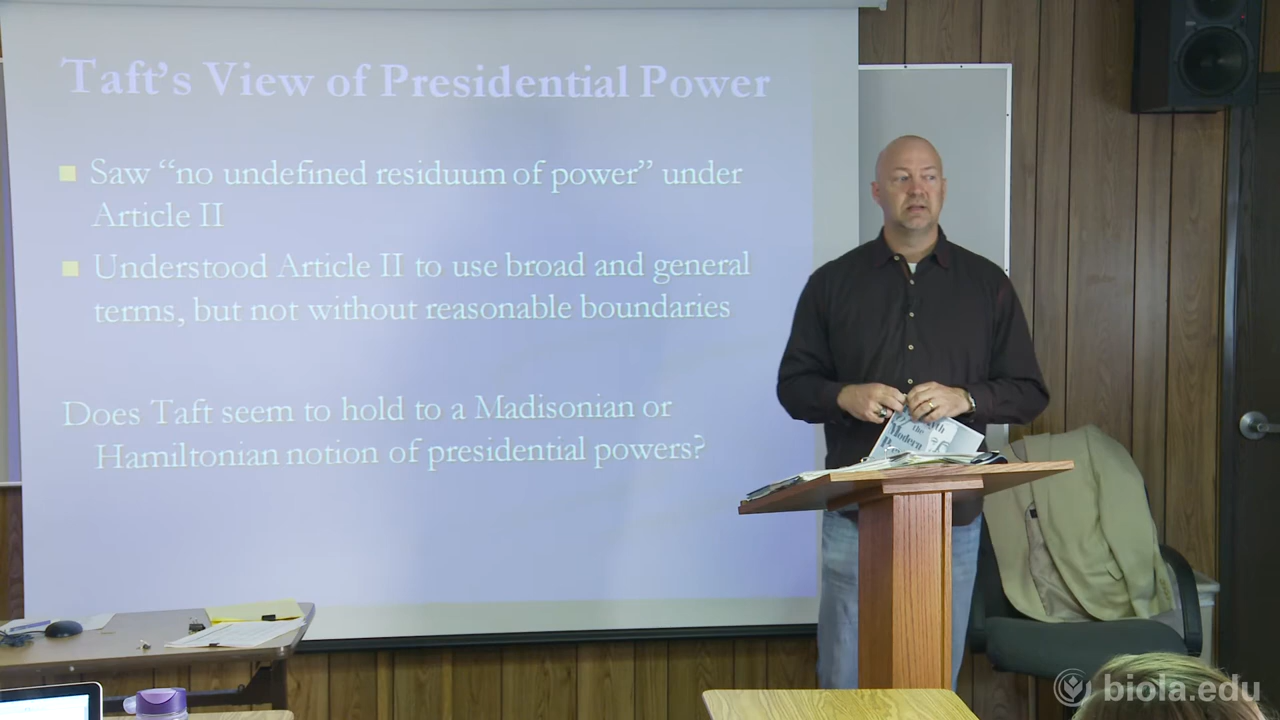 Taft's View of Presidential Power
Saw “no undefined residuum of power” under
Article II
Understood Article II to use broad and general
terms, but not without reasonable boundaries
Does Taft seem to hold to a Madisonian or
Hamiltonian notion of presidential powers?
the
Modern
biola.edu